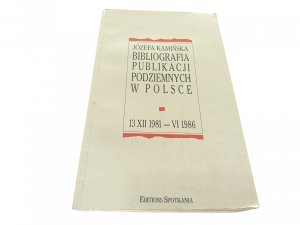 JÓZEFA KAMIŃSKA
BIBLIOGRAFIA
PUBLIKACJI
PODZIEMNYCH
W POLSCE
13 XII 1981 — VI 1986
EDITIONS SPOTKANIA